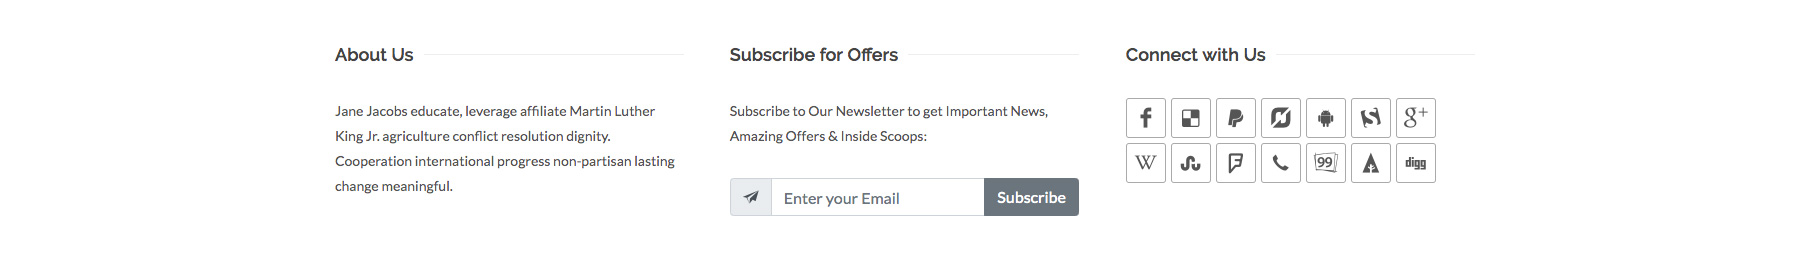 About Us
Jane Jacobs educate, leverage affiliate Martin Luther
King Jr. agriculture conflict resolution dignity.
Cooperation international progress non-partisan lasting
change meaningful.
Subscribe for Offers
Subscribe to Our Newsletter to get Important News,
Amazing Offers & Inside Scoops:
Enter your Email
Subscribe
Connect with Us
g+
W
99
digg